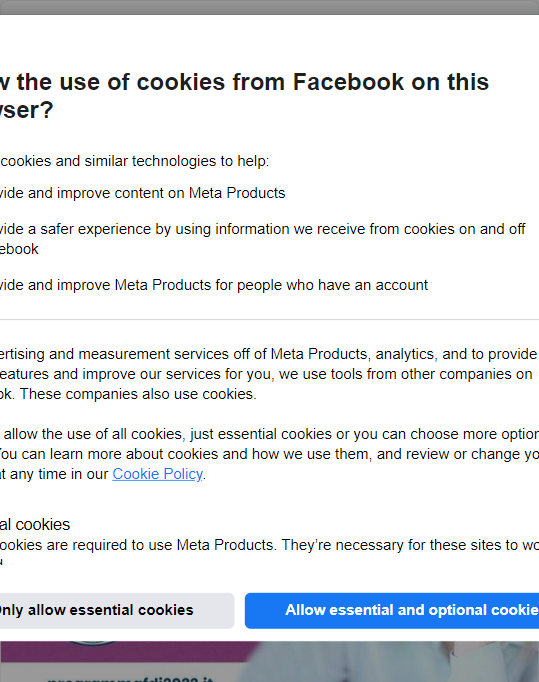 w the use of cookies from Facebook on this
wser?
cookies and similar technologies to help:
vide and improve content on Meta Products
vide a safer experience by using information we receive from cookies on and off
ebook
vide and improve Meta Products for people who have an account
ertising and measurement services off of Meta Products, analytics, and to provide
features and improve our services for you, we use tools from other companies on
ok. These companies also use cookies.
allow the use of all cookies, just essential cookies or you can choose more option
You can learn more about cookies and how we use them, and review or change yo
at any time in our Cookie Policy.
al cookies
ookies are required to use Meta Products. They're necessary for these sites to wo
Only allow essential cookies
Allow essential and optional cookie